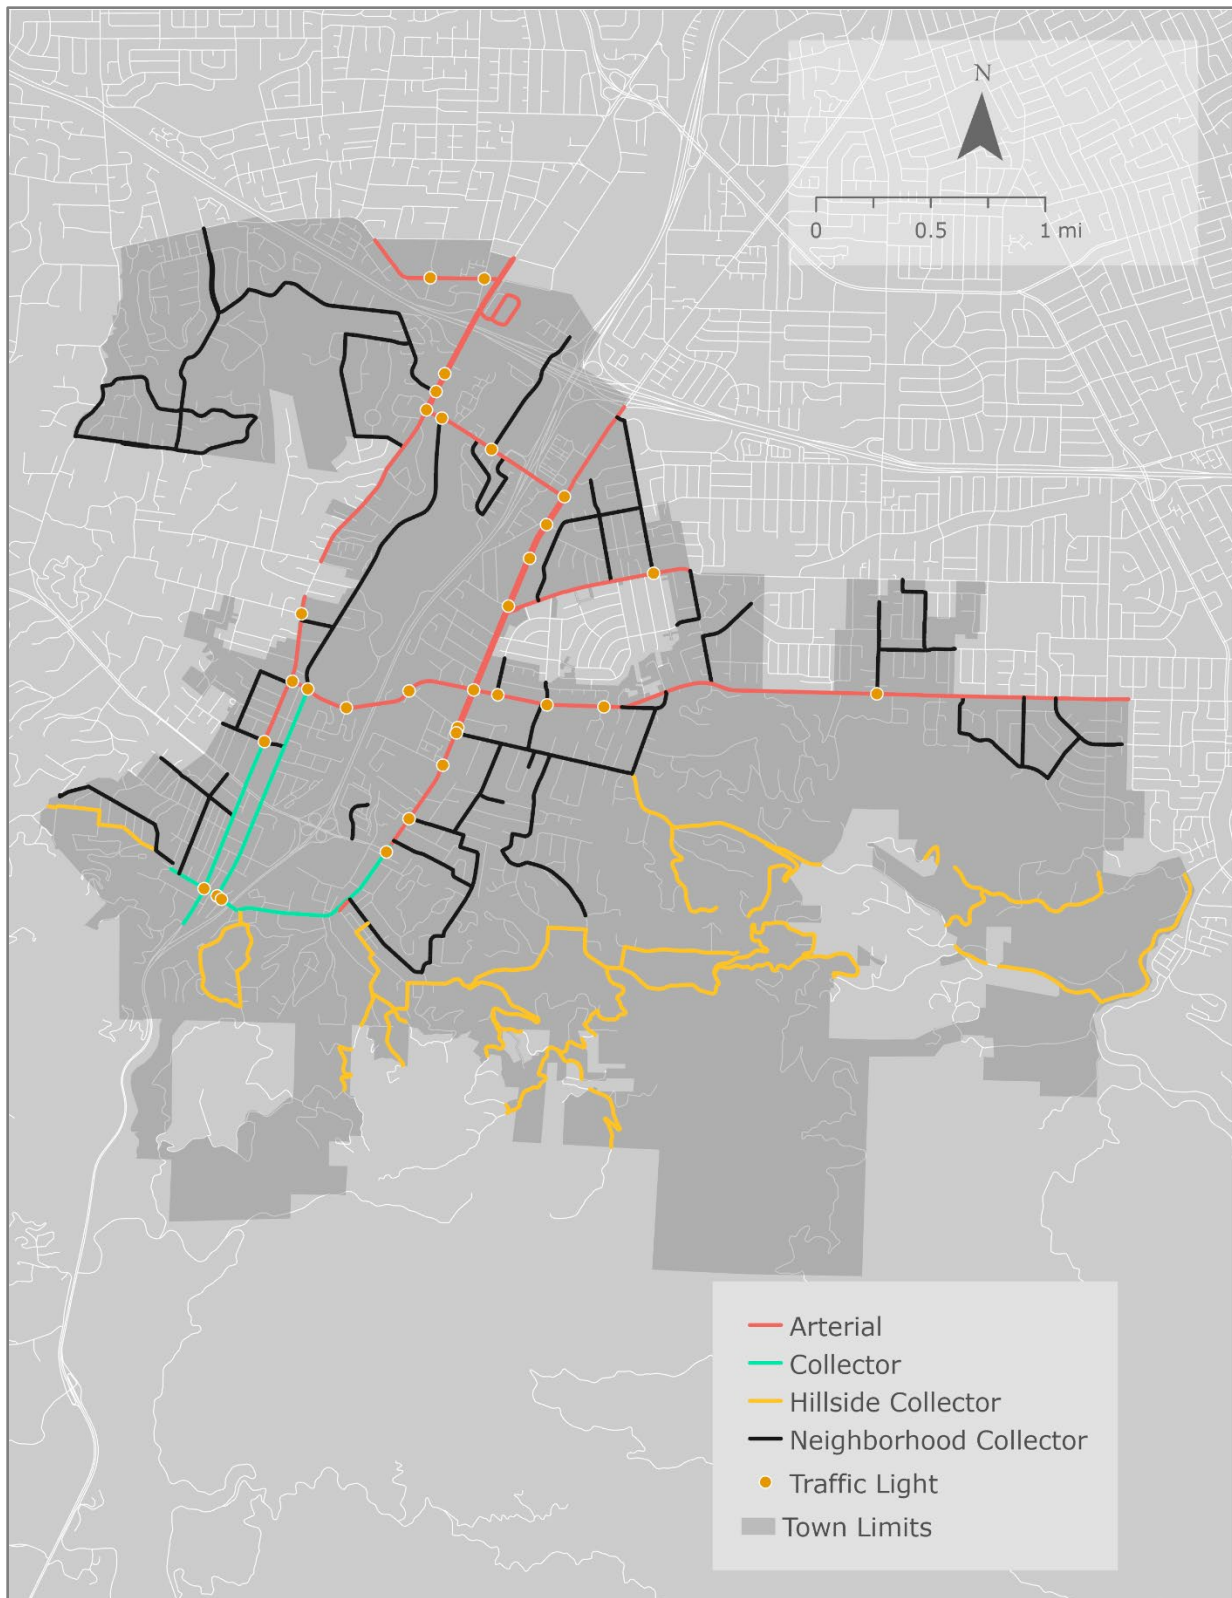 N
0 0.5 1 mi
Arterial
Collector
Hillside Collector
Neighborhood Collector
Traffic Light
Town Limits